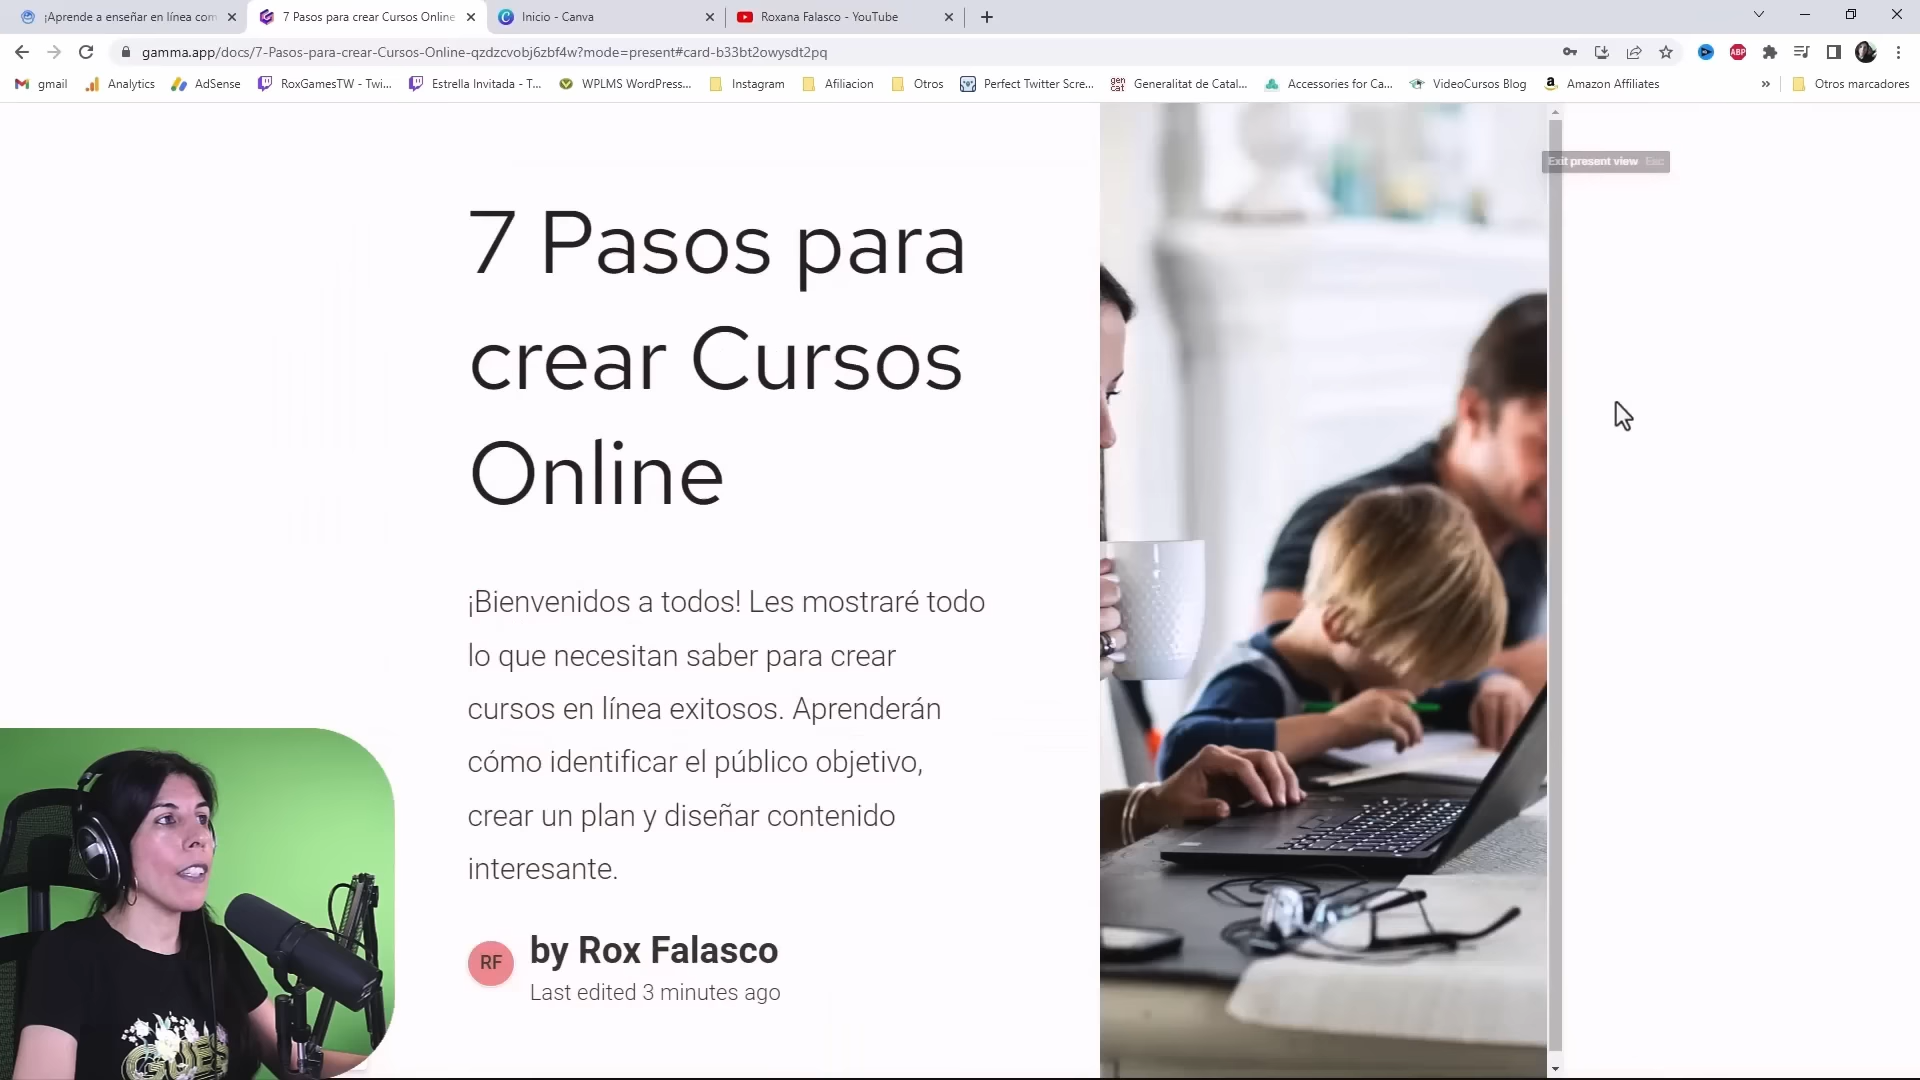 ¡Aprende a enseñar en línea com
7 Pasos para crear Cursos Online
Inicio - Canva
Roxana Falasco - YouTube
gamma.app/docs/7-Pasos-para-crear-Cursos-Online-qzdzcvobj6zbf4w?mode=present#card-b33bt2owysdt2pq
gmail
Analytics
AdSense
RoxGamesTW - Twi...
Estrella Invitada - T...
WPLMS WordPress...
Instagram
Afiliacion
Otros
Perfect Twitter Scre...
gen cat
Generalitat de Catal...
Accessories for Ca...
VideoCursos Blog
Amazon Affiliates
»
Otros marcadores
ABP
Exit present view Esc
7 Pasos para
crear Cursos
Online
¡Bienvenidos a todos! Les mostraré todo
lo que necesitan saber para crear
cursos en línea exitosos. Aprenderán
cómo identificar el público objetivo,
crear un plan y diseñar contenido
interesante.
RF
by Rox Falasco
Last edited 3 minutes ago
GUESS